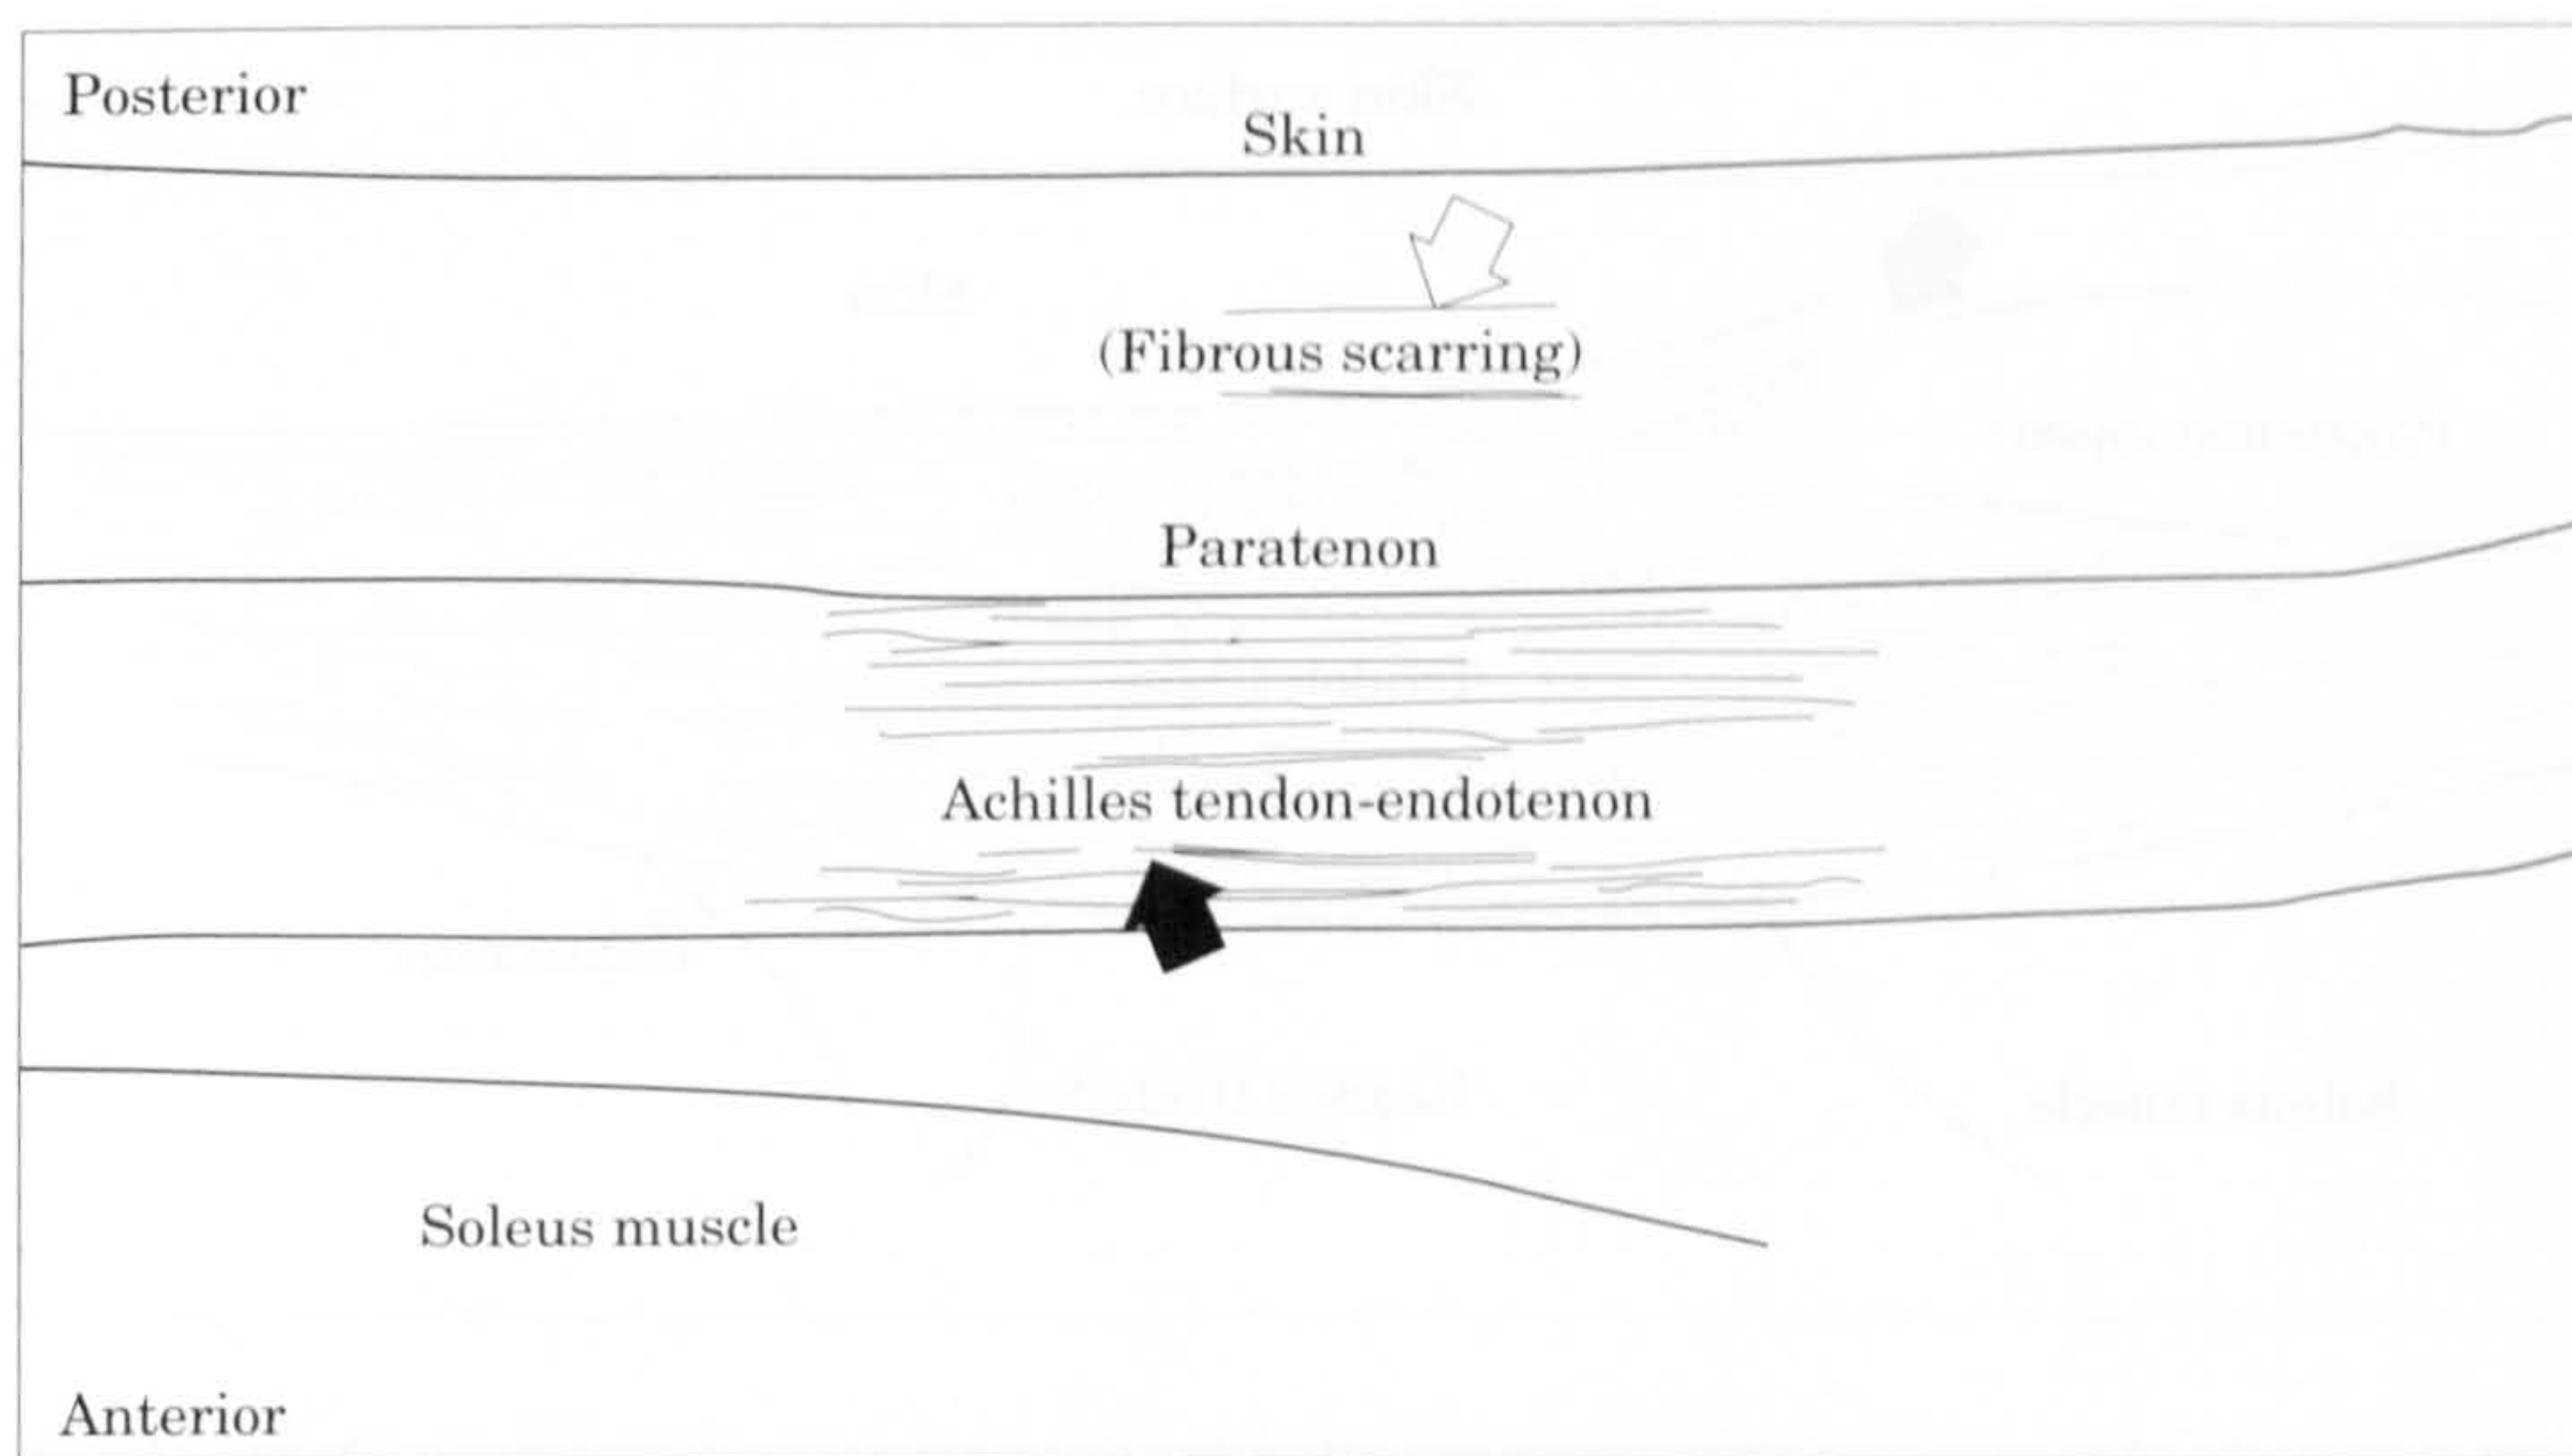 Posterior
Skin
(Fibrous scarring)
Paratenon
Achilles tendon-endotenon
Soleus muscle
Anterior